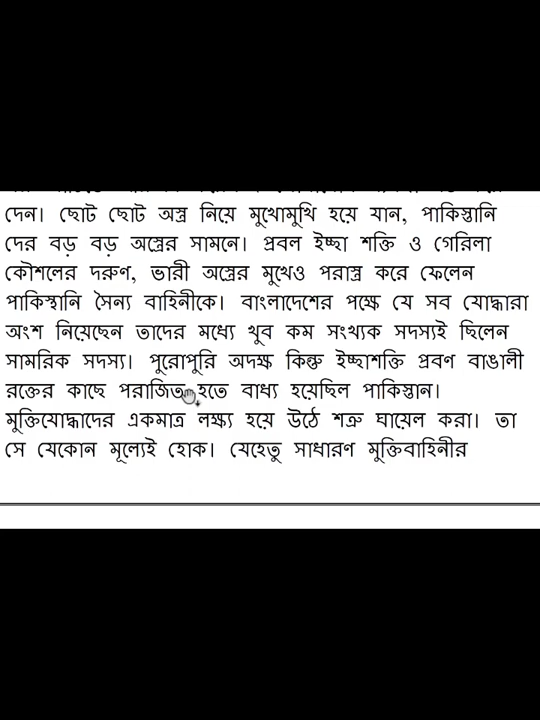 দেন। ছোট ছোট অস্ত্র নিয়ে মুখোমুখি হয়ে যান, পাকিস্তানি
দের বড় বড় অস্ত্রের সামনে। প্রবল ইচ্ছা শক্তি ও গেরিলা
কৌশলের দরুণ, ভারী অস্ত্রের মুখেও পরাস্ত্র করে ফেলেন
পাকিস্থানি সৈন্য বাহিনীকে। বাংলাদেশের পক্ষে যে সব যোদ্ধারা
অংশ নিয়েছেন তাদের মধ্যে খুব কম সংখ্যক সদস্যই ছিলেন
সামরিক সদস্য। পুরোপুরি অদক্ষ কিন্তু ইচ্ছাশক্তি প্রবণ বাঙালী
রক্তের কাছে পরাজিত হতে বাধ্য হয়েছিল পাকিস্তান।
মুক্তিযোদ্ধাদের একমাত্র লক্ষ্য হয়ে উঠে শত্রু ঘায়েল করা। তা
সে যেকোন মূল্যেই হোক। যেহেতু সাধারণ মুক্তিবাহিনীর